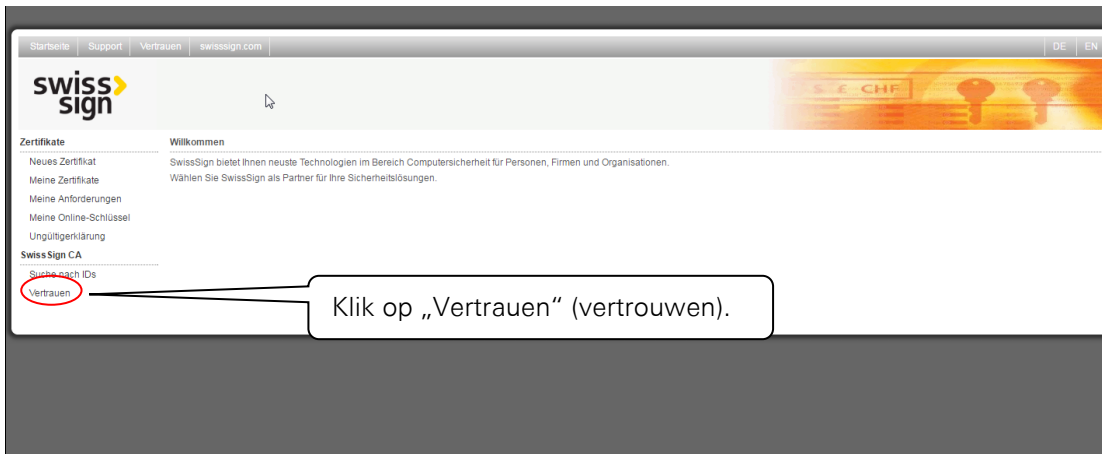 Startseite Support Vertrauen swisssign.com DE EN
swiss
sign
S £ CHF
Zertifikate
Neues Zertifikat
Meine Zertifikate
Meine Anforderungen
Meine Online-Schlüssel
Ungültigerklärung
SwissSign CA
Suche nach IDs
Vertrauen
Willkommen
SwissSign bietet Ihnen neuste Technologien im Bereich Computersicherheit für Personen, Firmen und Organisationen.
Wählen Sie SwissSign als Partner für Ihre Sicherheitslösungen.
Klik op „Vertrauen“ (vertrouwen).